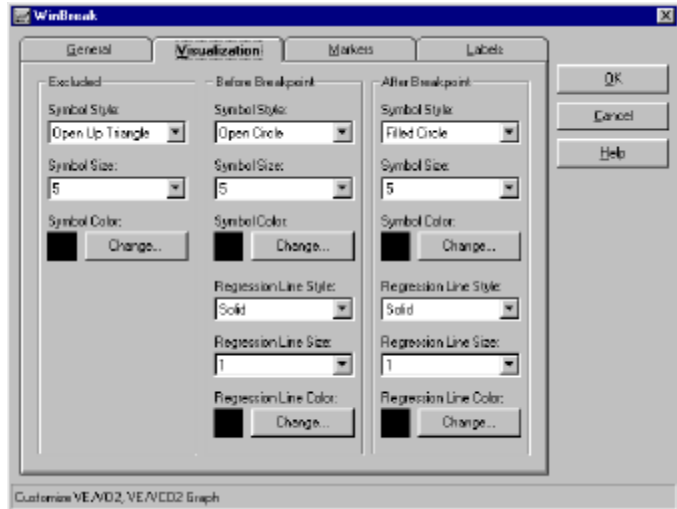 WinBreak
General Visualization Markers Labels
Excluded
Symbol Style:
Open Up Triangle
Symbol Size:
5
Symbol Color:
Change...
Before Breakpoint
Symbol Style:
Open Circle
Symbol Size:
5
Symbol Color:
Change...
Regression Line Style:
Solid
Regression Line Size:
1
Regression Line Color:
Change...
After Breakpoint
Symbol Style:
Filled Circle
Symbol Size:
5
Symbol Color:
Change...
Regression Line Style:
Solid
Regression Line Size:
1
Regression Line Color:
Change...
OK
Cancel
Help
Customize VE/VO2, VE/VCO2 Graph